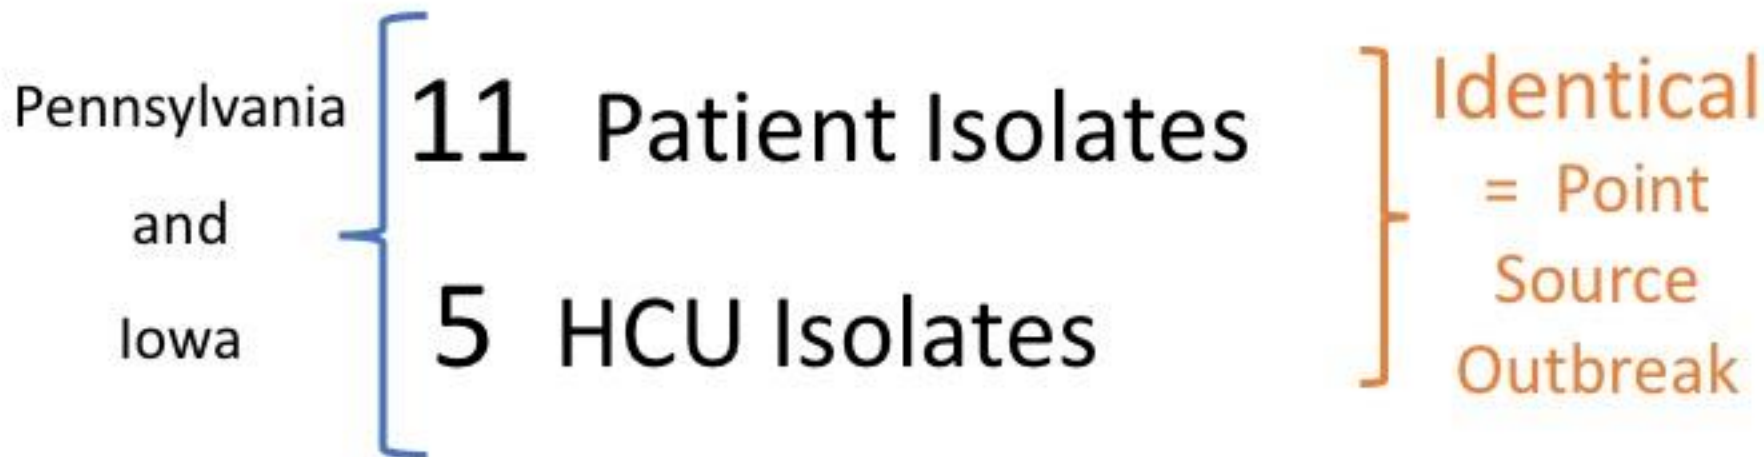 Pennsylvania
and
Iowa
11 Patient Isolates
5 HCU Isolates
Identical
= Point
Source
Outbreak